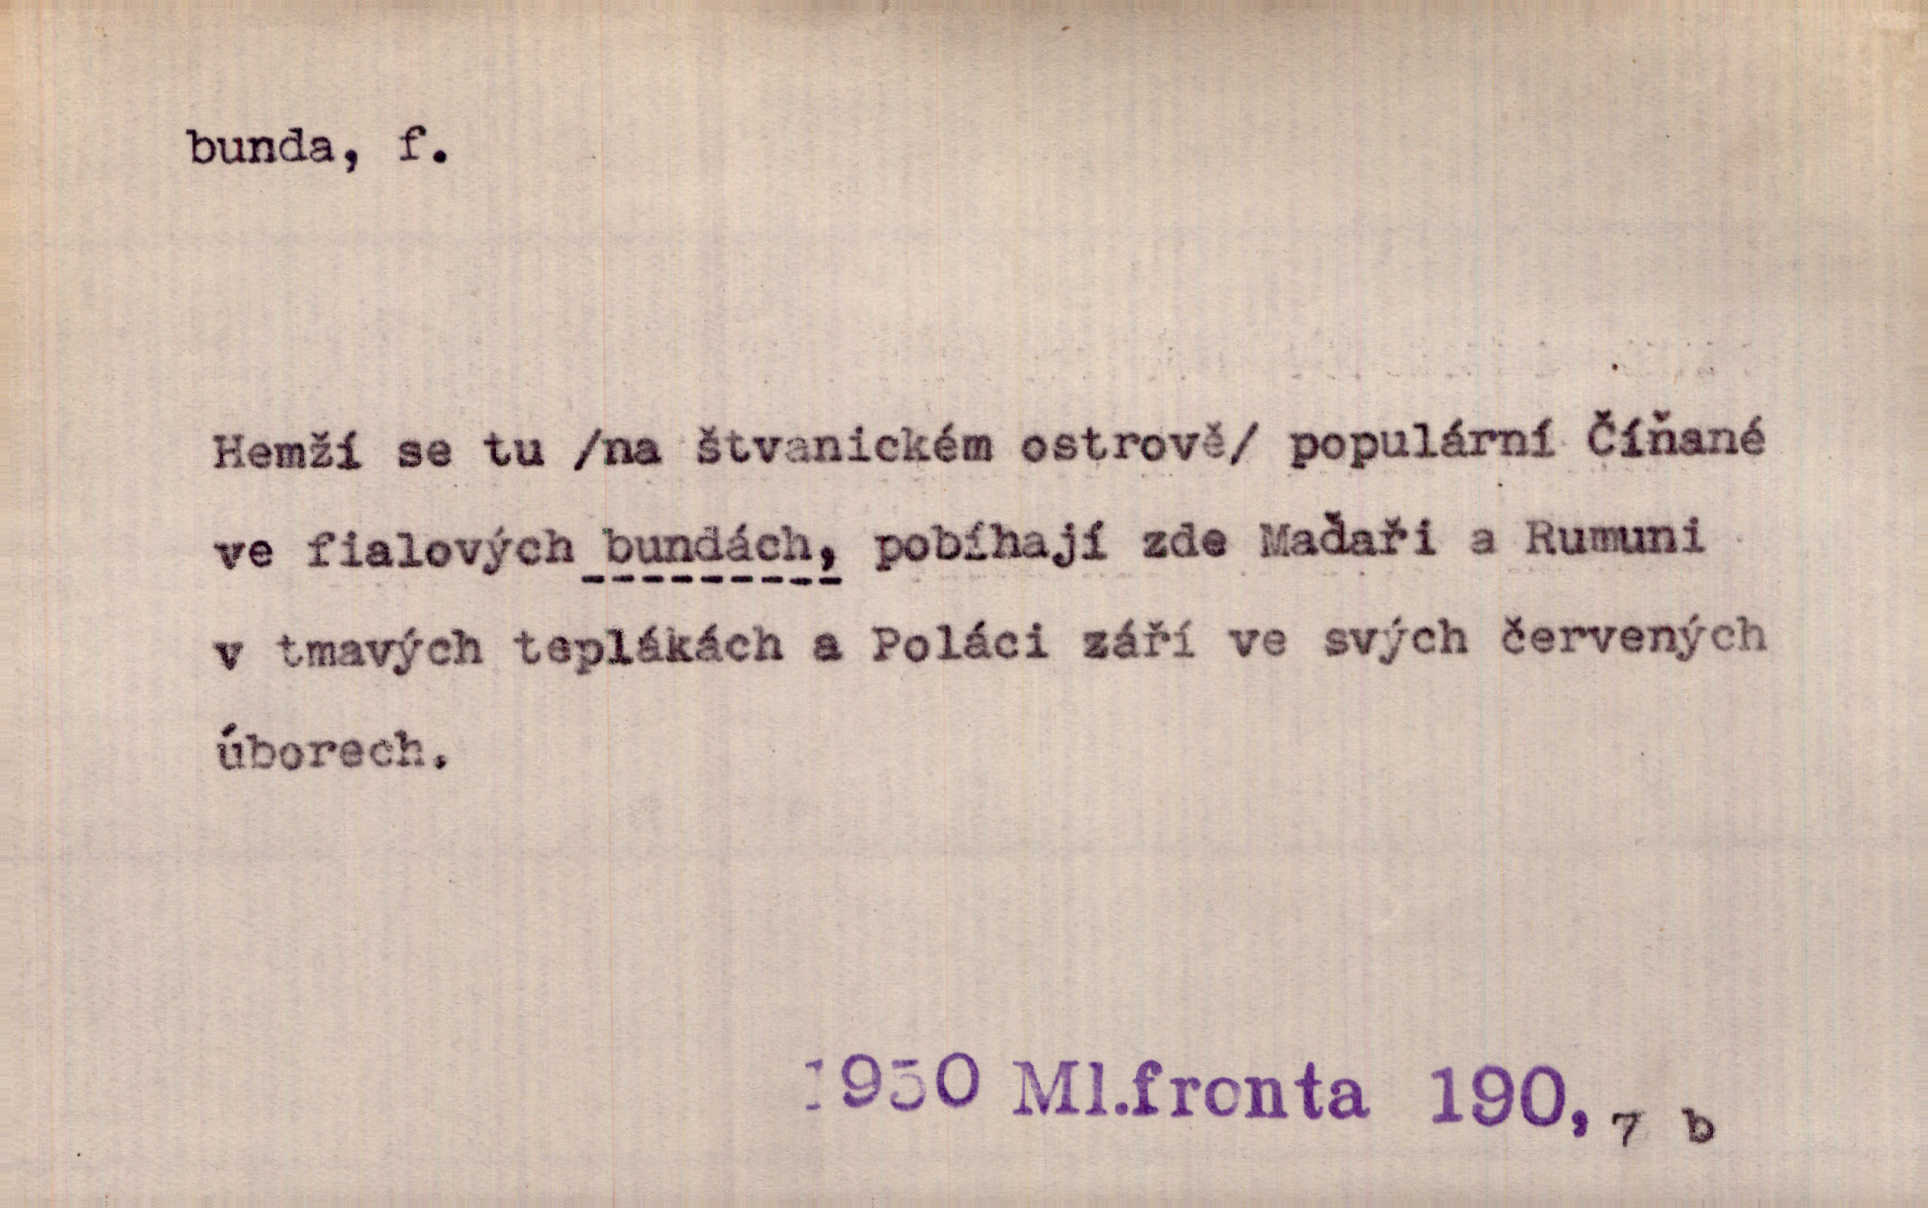 bunda, f.
Hemží se tu /na štvanickém ostrově/ populární Číňané
ve fialových bundách, pobíhají zde Maďaři a Rumuni
v tmavých teplákách a Poláci září ve svých červených
úborech.
1950 Ml.fronta 190, 7 b